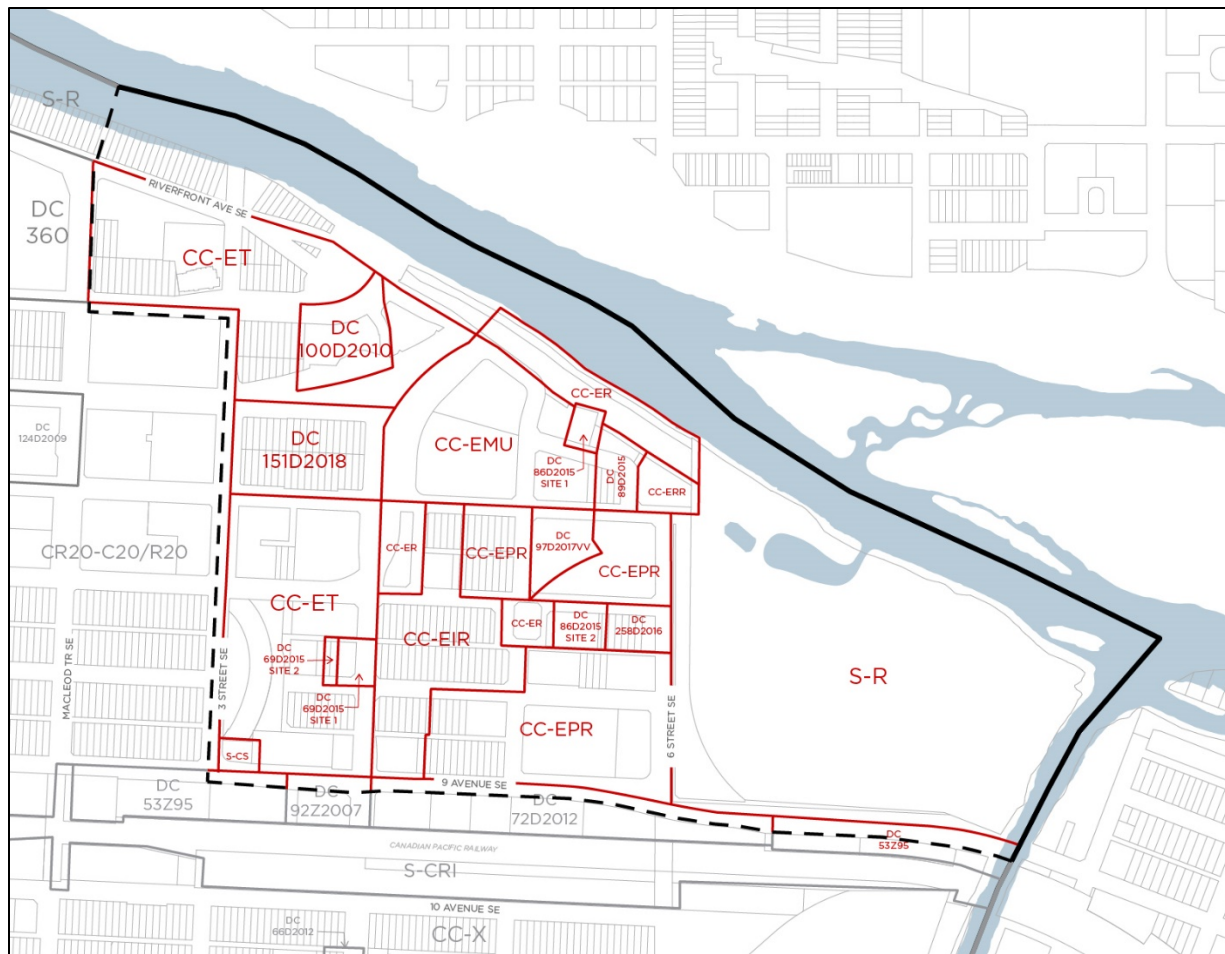 S-R
RIVERFRONT AVE SE
DC
360
CC-ET
DC
100D2010
CC-ER
DC
124D2009
DC
151D2018
CC-EMU
DC
86D2015
SITE 1
DC
89D2015
CC-ERR
CR20-C20/R20
CC-ER
CC-EPR
DC
97D2017VV
CC-EPR
CC-ET
CC-EIR
CC-ER
DC
86D2015
SITE 2
DC
258D2016
DC
69D2015
SITE 2
DC
69D2015
SITE 1
S-R
MACLEOD TR SE
3 STREET SE
6 STREET SE
CC-EPR
S-CS
9 AVENUE SE
DC
53Z95
DC
92Z2007
DC
72D2012
DC
53Z95
CANADIAN PACIFIC RAILWAY
S-CRI
10 AVENUE SE
DC
66D2012
CC-X